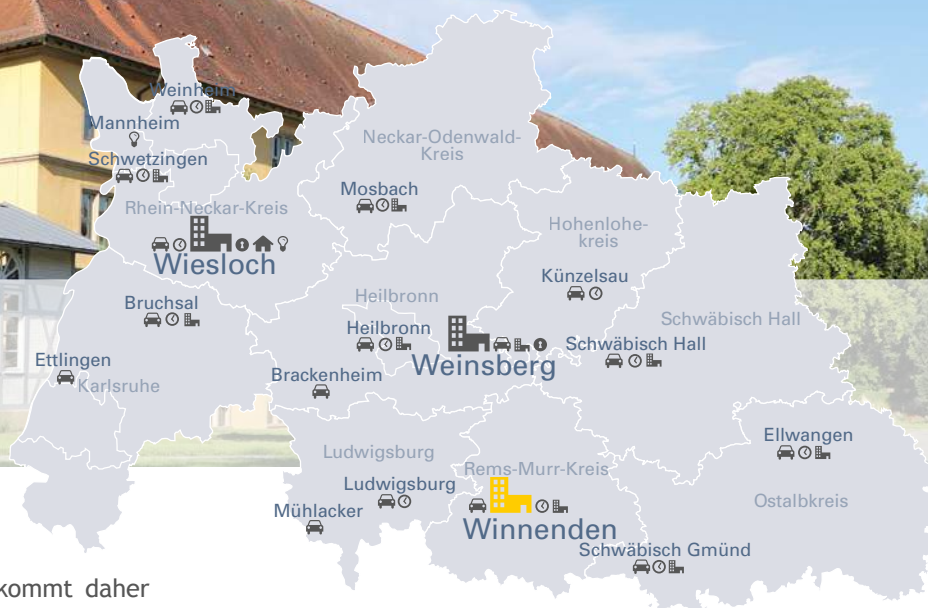 Weinheim
Mannheim
Schwetzingen
Neckar-Odenwald-
Kreis
Mosbach
Rhein-Neckar-Kreis
Wiesloch
Hohenlohe-
kreis
Künzelsau
Bruchsal
Heilbronn
Heilbronn
Weinsberg
Schwäbisch Hall
Schwäbisch Hall
Ettlingen
Karlsruhe
Brackenheim
Ellwangen
Ludwigsburg
Rems-Murr-Kreis
Ludwigsburg
Ostalbkreis
Mühlacker
Winnenden
Schwäbisch Gmünd
kommt daher